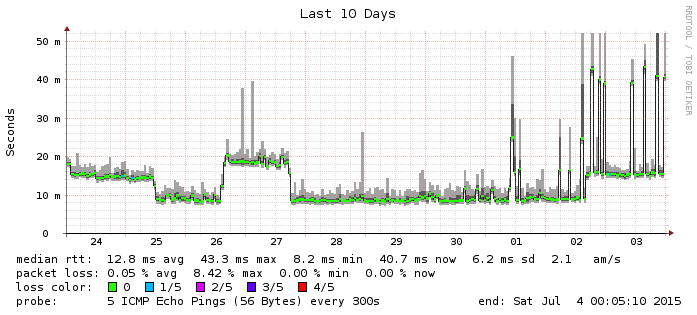 Last 10 Days
RRDTOOL / TOBI OETIKER
Seconds
50 m
40 m
30 m
20 m
10 m
0
24 25 26 27 28 29 30 01 02 03
median rtt: 12.8 ms avg 43.3 ms max 8.2 ms min 40.7 ms now 6.2 ms sd 2.1 am/s
packet loss: 0.05 % avg 8.42 % max 0.00 % min 0.00 % now
loss color: 0 1/5 2/5 3/5 4/5
probe: 5 ICMP Echo Pings (56 Bytes) every 300s end: Sat Jul 4 00:05:10 2015